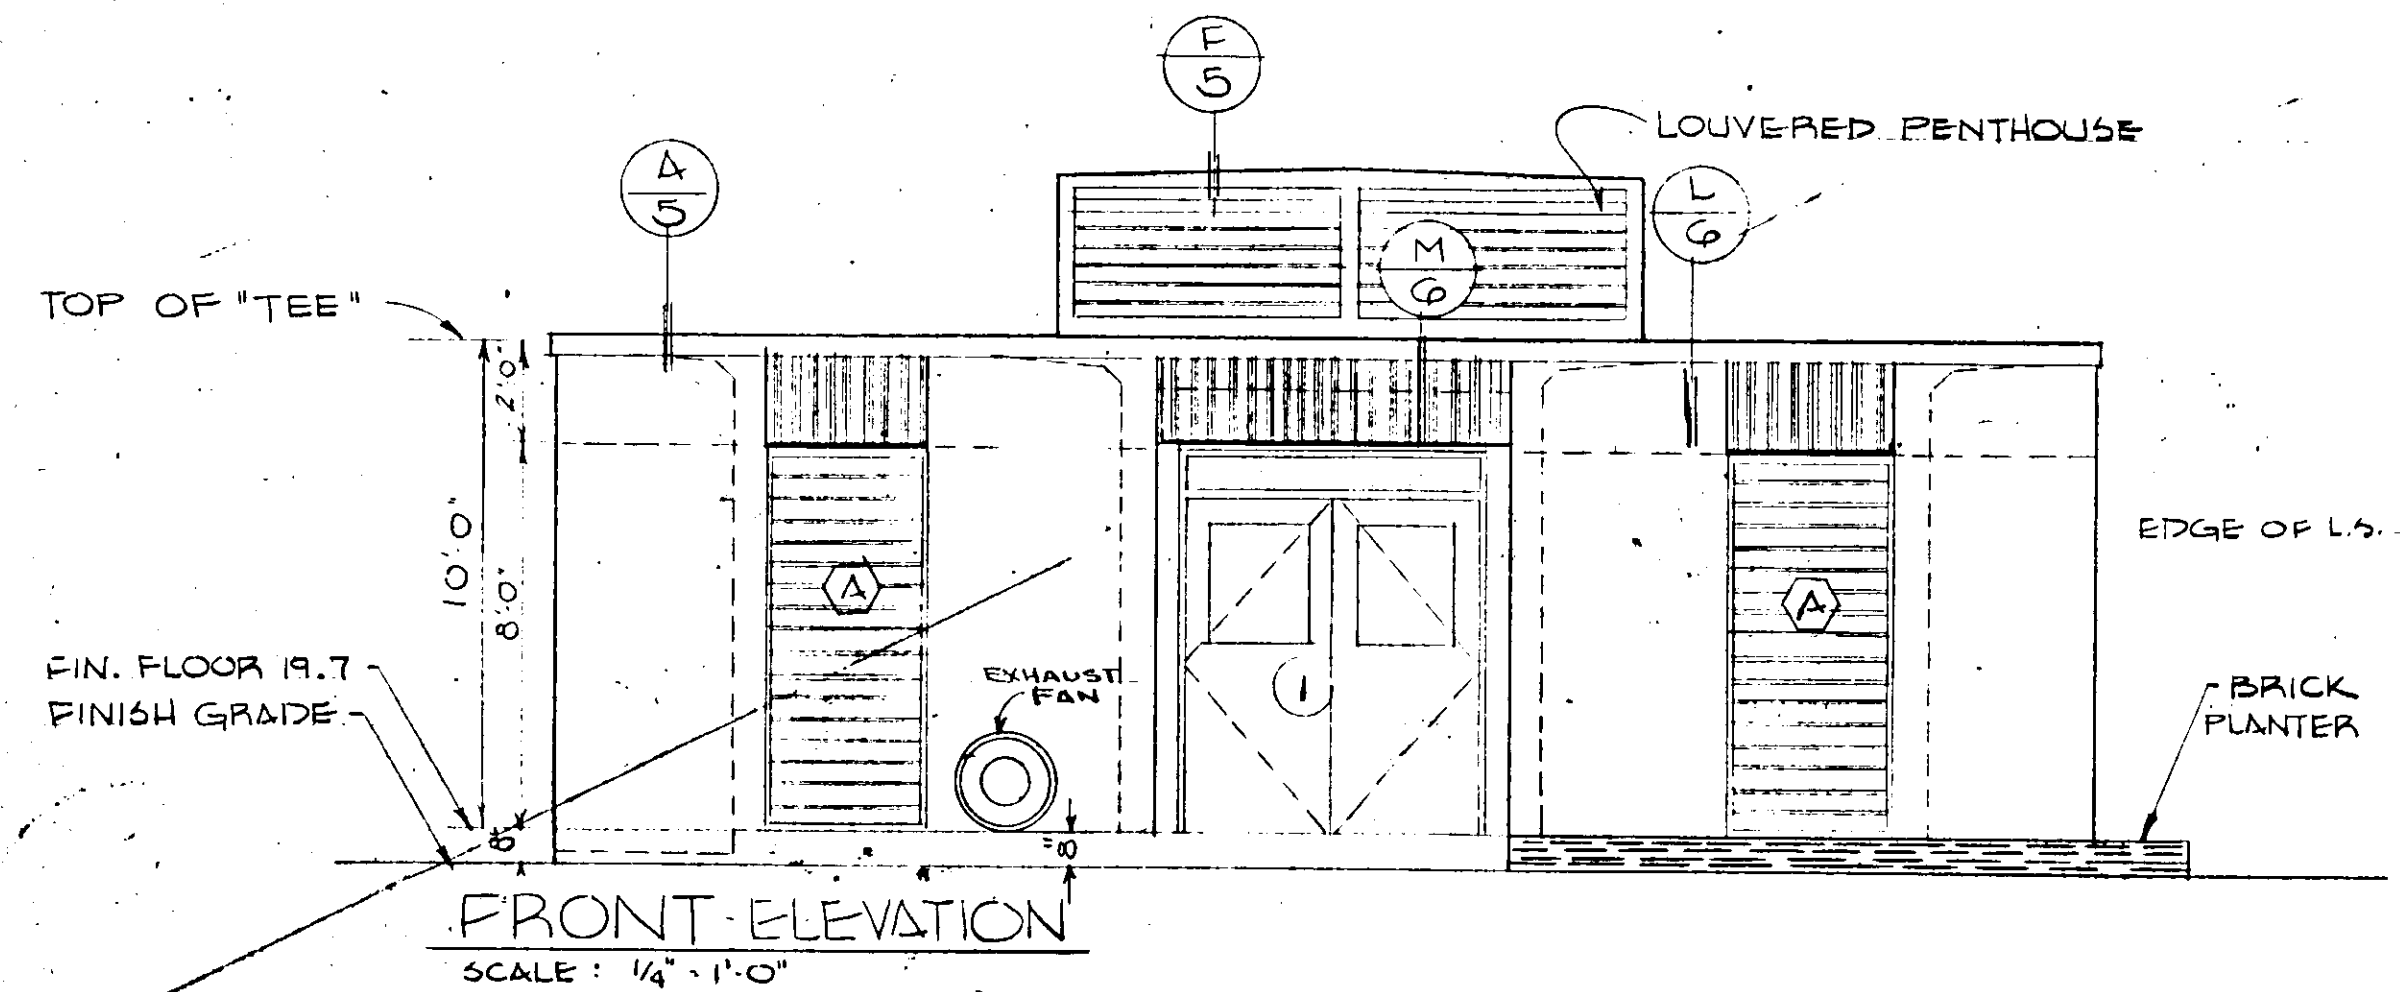 F
5
LOUVERED PENTHOUSE
A
5
L
6
M
6
TOP OF "TEE"
2'-0"
10'-0"
8'-0"
EDGE OF L.S.
A
A
FIN. FLOOR 19.7
FINISH GRADE
EXHAUST
FAN
1
BRICK
PLANTER
8"
FRONT ELEVATION
SCALE: 1/4" - 1'-0"